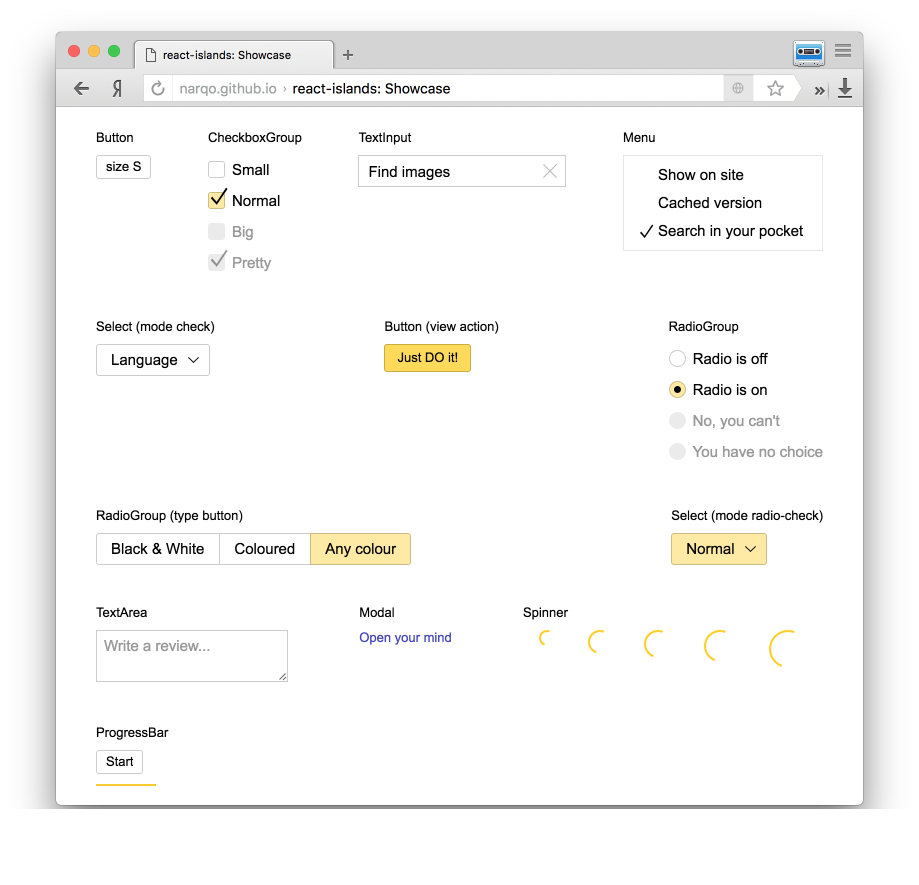 react-islands: Showcase
Я
narqo.github.io › react-islands: Showcase
Button
size S
CheckboxGroup
Small
Normal
Big
Pretty
TextInput
Find images
Menu
Show on site
Cached version
Search in your pocket
Select (mode check)
Language
Button (view action)
Just DO it!
RadioGroup
Radio is off
Radio is on
No, you can't
You have no choice
RadioGroup (type button)
Black & White Coloured Any colour
Select (mode radio-check)
Normal
TextArea
Write a review...
Modal
Open your mind
Spinner
ProgressBar
Start